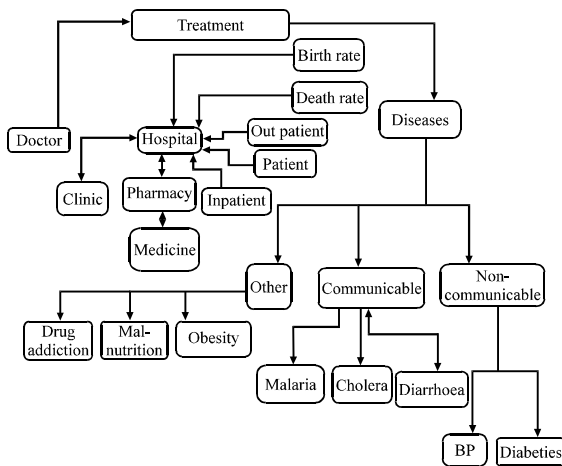 Treatment
Birth rate
Death rate
Diseases
Out patient
Doctor
Hospital
Patient
Clinic
Pharmacy
Inpatient
Medicine
Other
Communicable
Non-
communicable
Drug
addiction
Mal-
nutrition
Obesity
Malaria
Cholera
Diarrhoea
BP
Diabeties